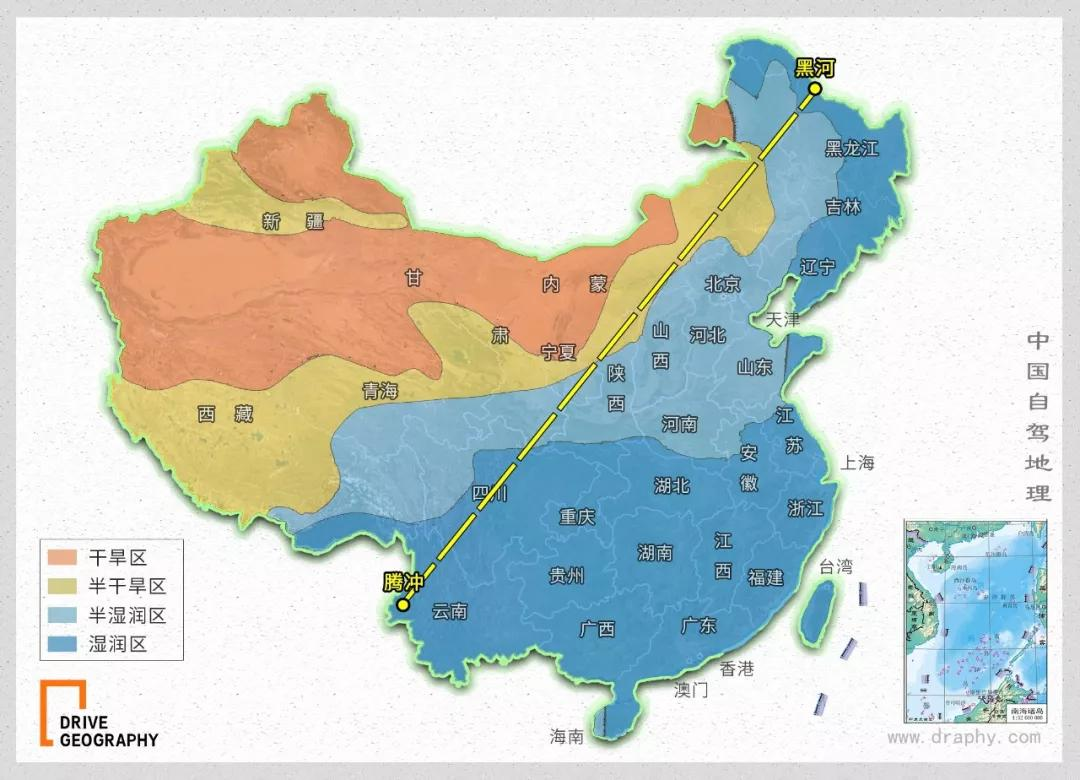 黑河
黑龙江
吉林
新疆
辽宁
甘肃
内蒙
北京
天津
山西
河北
宁夏
山东
陕西
青海
西藏
河南
江苏
安徽
上海
四川
湖北
浙江
重庆
湖南
江西
台湾
贵州
福建
腾冲
云南
广西
广东
香港
澳门
海南
干旱区
半干旱区
半湿润区
湿润区
DRIVE
GEOGRAPHY
中国自驾地理
南海诸岛
www.draphy.com